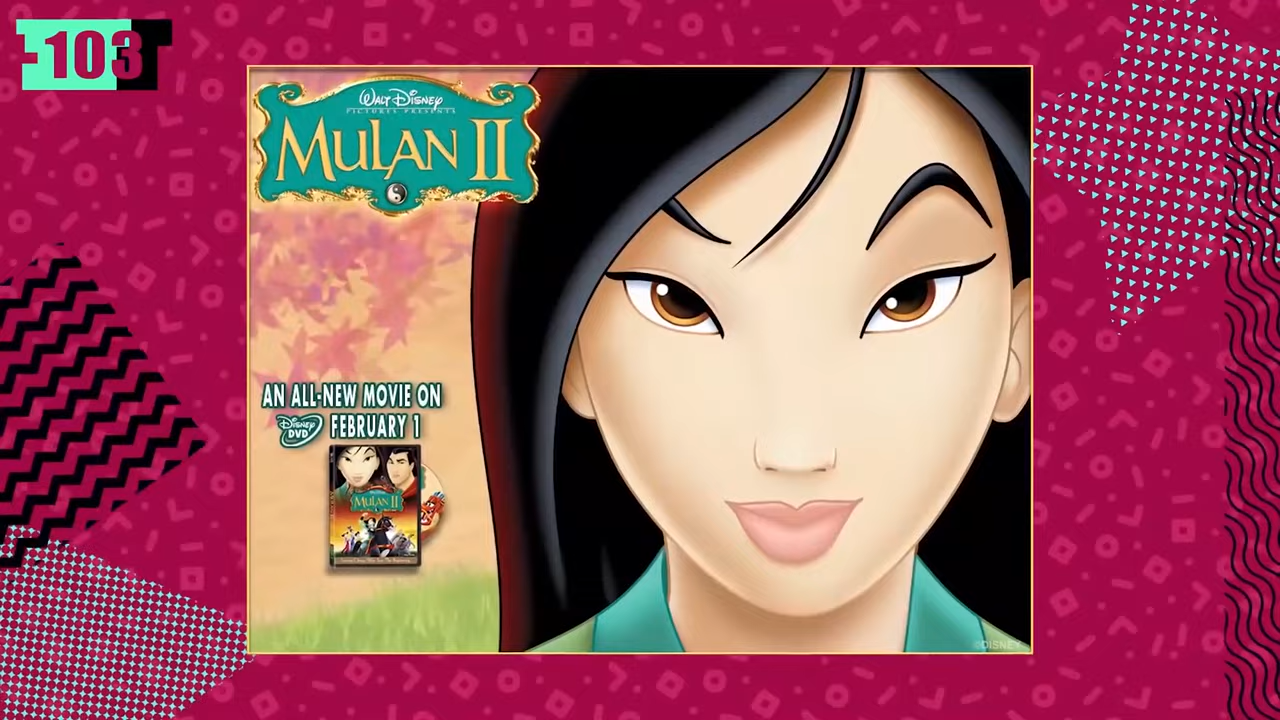 -103
WALT DISNEY
PICTURES PRESENTS
MULAN II
AN ALL-NEW MOVIE ON
DISNEY
DVD
FEBRUARY 1
MULAN II
©DISNEY